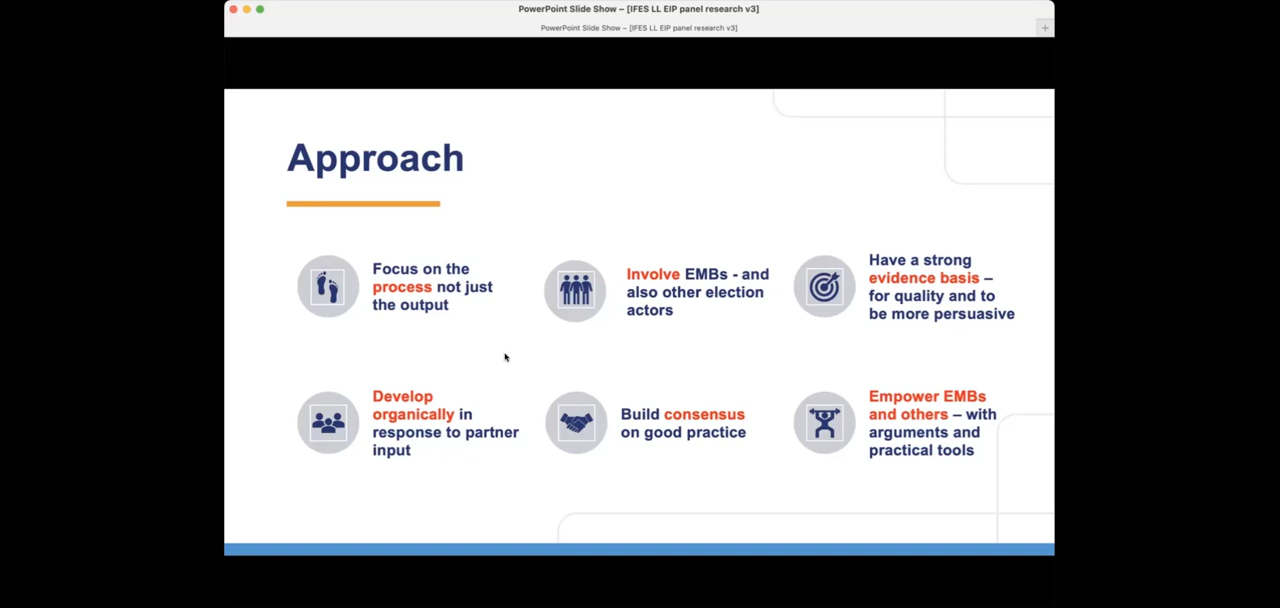 PowerPoint Slide Show – [IFES LL EIP panel research v3]
PowerPoint Slide Show – [IFES LL EIP panel research v3]
+
Approach
Focus on the
process not just
the output
Involve EMBs - and
also other election
actors
Have a strong
evidence basis –
for quality and to
be more persuasive
Develop
organically in
response to partner
input
Build consensus
on good practice
Empower EMBs
and others – with
arguments and
practical tools